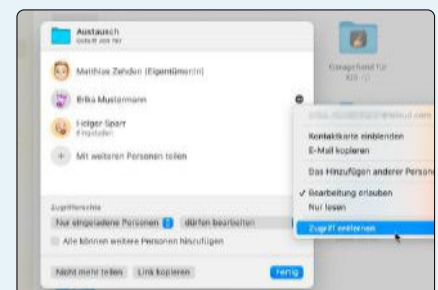 Austausch
Matthias Zehden (Eigentümer:in)
Erika Mustermann
Holger Sparr
Eingeladen
Mit weiteren Personen teilen
Zugriffsrechte
Nur eingeladene Personen
dürfen bearbeiten
Alle können weitere Personen hinzufügen
Nicht mehr teilen
Link kopieren
Fertig
GarageBand für
Kontaktkarte einblenden
E-Mail kopieren
Das Hinzufügen anderer Person
Bearbeitung erlauben
Nur lesen
Zugriff entfernen